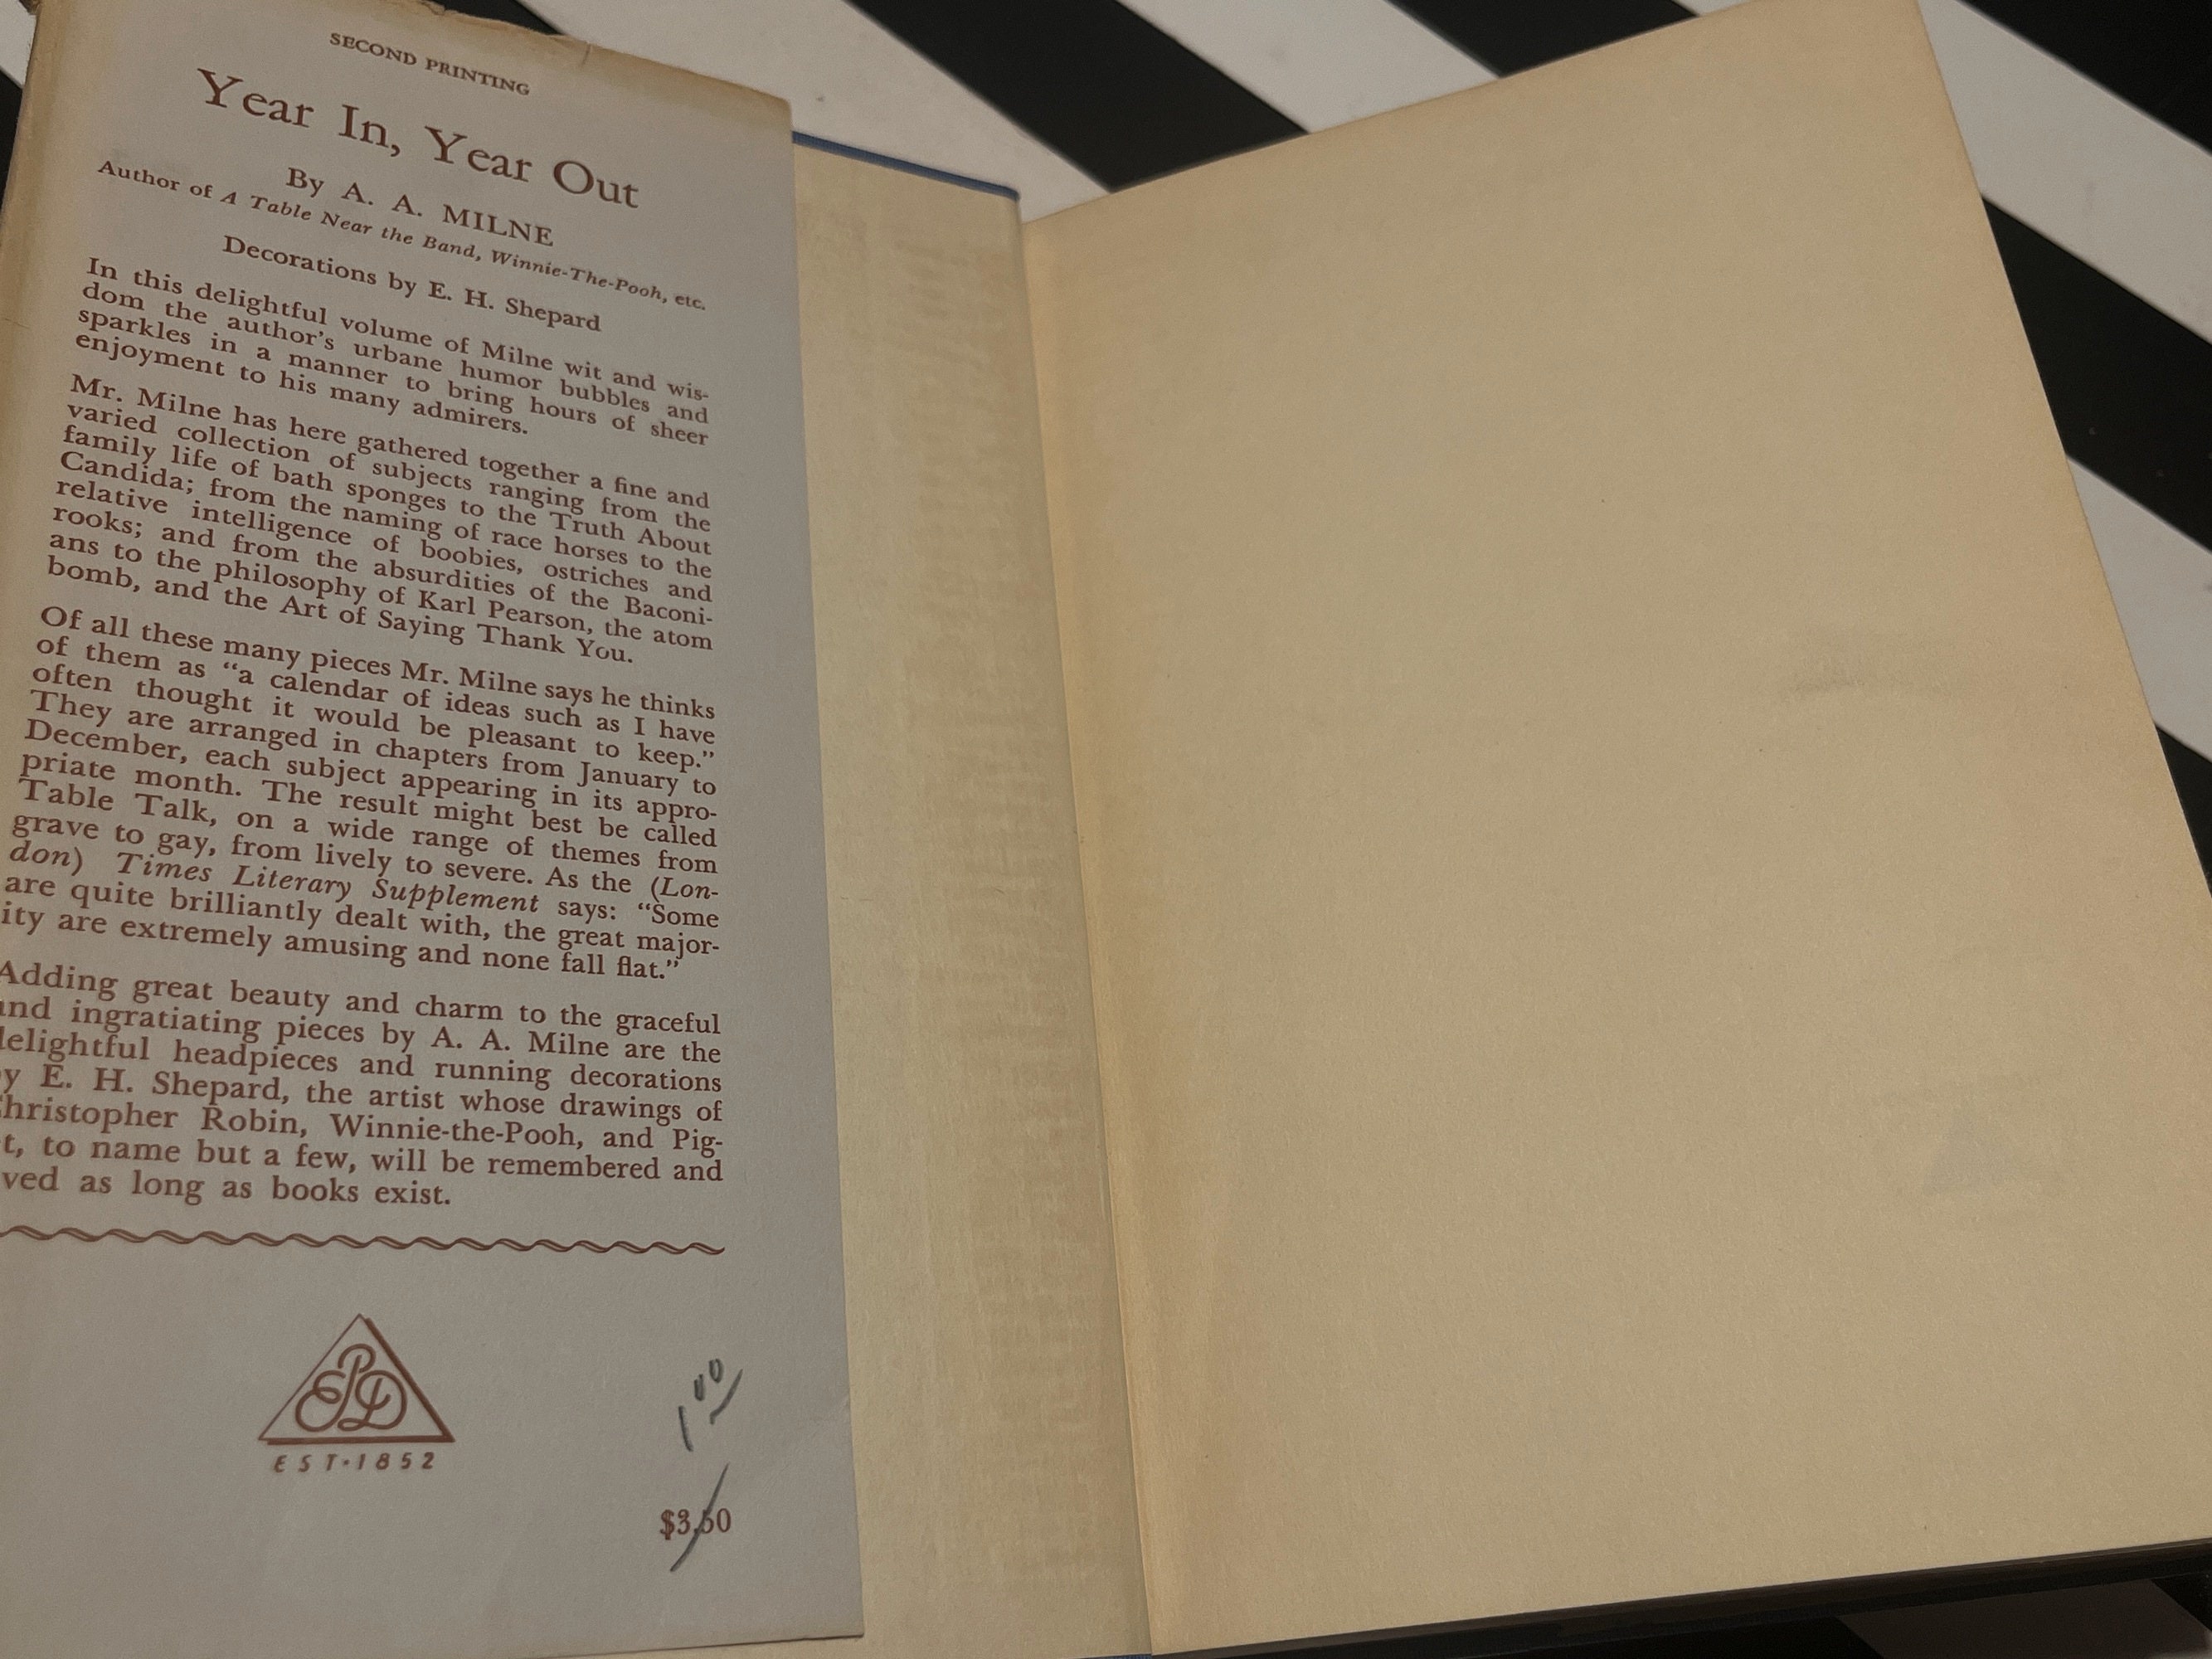 SECOND PRINTING
Year In, Year Out
By A. A. MILNE
Author of A Table Near the Band, Winnie-The-Pooh, etc.
Decorations by E. H. Shepard
In this delightful volume of Milne wit and wis-
dom the author's urbane humor bubbles and
sparkles in a manner to bring hours of sheer
enjoyment to his many admirers.
Mr. Milne has here gathered together a fine and
varied collection of subjects ranging from the
family life of bath sponges to the Truth About
Candida; from the naming of race horses to the
relative intelligence of boobies, ostriches and
rooks; and from the absurdities of the Baconi-
ans to the philosophy of Karl Pearson, the atom
bomb, and the Art of Saying Thank You.
Of all these many pieces Mr. Milne says he thinks
of them as "a calendar of ideas such as I have
often thought it would be pleasant to keep."
They are arranged in chapters from January to
December, each subject appearing in its appro-
priate month. The result might best be called
Table Talk, on a wide range of themes from
grave to gay, from lively to severe. As the (Lon-
don) Times Literary Supplement says: "Some
are quite brilliantly dealt with, the great major-
ity are extremely amusing and none fall flat."
Adding great beauty and charm to the graceful
and ingratiating pieces by A. A. Milne are the
delightful headpieces and running decorations
by E. H. Shepard, the artist whose drawings of
Christopher Robin, Winnie-the-Pooh, and Pig-
t, to name but a few, will be remembered and
ved as long as books exist.
EPD
EST·1852
1 00
$3.50